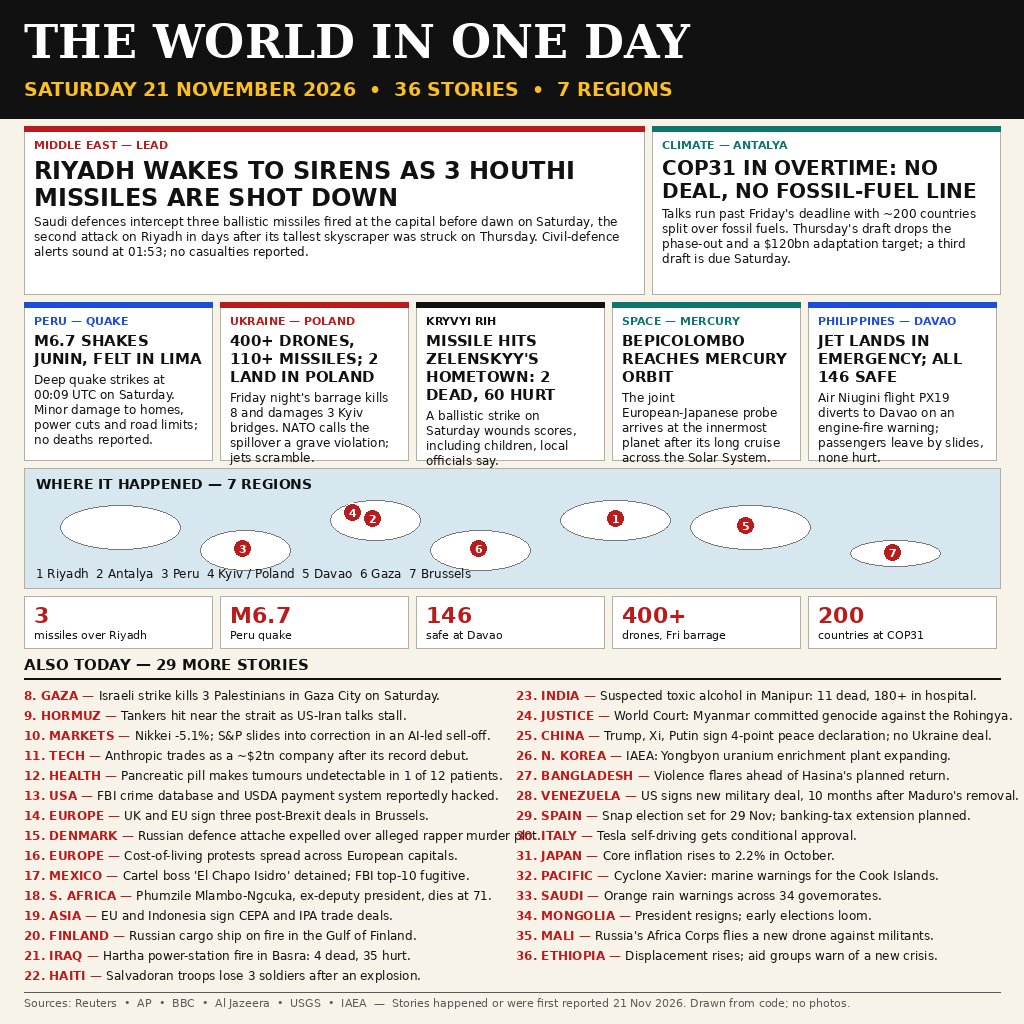 THE WORLD IN ONE DAY
SATURDAY 21 NOVEMBER 2026 • 36 STORIES • 7 REGIONS
MIDDLE EAST — LEAD
RIYADH WAKES TO SIRENS AS 3 HOUTHI
MISSILES ARE SHOT DOWN
Saudi defences intercept three ballistic missiles fired at the capital before dawn on Saturday, the
second attack on Riyadh in days after its tallest skyscraper was struck on Thursday. Civil-defence
alerts sound at 01:53; no casualties reported.
CLIMATE — ANTALYA
COP31 IN OVERTIME: NO
DEAL, NO FOSSIL-FUEL LINE
Talks run past Friday's deadline with ~200 countries
split over fossil fuels. Thursday's draft drops the
phase-out and a $120bn adaptation target; a third
draft is due Saturday.
PERU — QUAKE
M6.7 SHAKES
JUNIN, FELT IN LIMA
Deep quake strikes at
00:09 UTC on Saturday.
Minor damage to homes,
power cuts and road limits;
no deaths reported.
UKRAINE — POLAND
400+ DRONES,
110+ MISSILES; 2
LAND IN POLAND
Friday night's barrage kills
8 and damages 3 Kyiv
bridges. NATO calls the
spillover a grave violation;
jets scramble.
KRYVYI RIH
MISSILE HITS
ZELENSKYY'S
HOMETOWN: 2
DEAD, 60 HURT
A ballistic strike on
Saturday wounds scores,
including children, local
officials say.
SPACE — MERCURY
BEPICOLOMBO
REACHES MERCURY
ORBIT
The joint
European-Japanese probe
arrives at the innermost
planet after its long cruise
across the Solar System.
PHILIPPINES — DAVAO
JET LANDS IN
EMERGENCY; ALL
146 SAFE
Air Niugini flight PX19
diverts to Davao on an
engine-fire warning;
passengers leave by slides,
none hurt.
WHERE IT HAPPENED — 7 REGIONS
4
2
1
5
3
6
7
1 Riyadh 2 Antalya 3 Peru 4 Kyiv / Poland 5 Davao 6 Gaza 7 Brussels
3
missiles over Riyadh
M6.7
Peru quake
146
safe at Davao
400+
drones, Fri barrage
200
countries at COP31
ALSO TODAY — 29 MORE STORIES
8. GAZA — Israeli strike kills 3 Palestinians in Gaza City on Saturday.
9. HORMUZ — Tankers hit near the strait as US-Iran talks stall.
10. MARKETS — Nikkei -5.1%; S&P slides into correction in an AI-led sell-off.
11. TECH — Anthropic trades as a ~$2tn company after its record debut.
12. HEALTH — Pancreatic pill makes tumours undetectable in 1 of 12 patients.
13. USA — FBI crime database and USDA payment system reportedly hacked.
14. EUROPE — UK and EU sign three post-Brexit deals in Brussels.
15. DENMARK — Russian defence attache expelled over alleged rapper murder plot.
16. EUROPE — Cost-of-living protests spread across European capitals.
17. MEXICO — Cartel boss 'El Chapo Isidro' detained; FBI top-10 fugitive.
18. S. AFRICA — Phumzile Mlambo-Ngcuka, ex-deputy president, dies at 71.
19. ASIA — EU and Indonesia sign CEPA and IPA trade deals.
20. FINLAND — Russian cargo ship on fire in the Gulf of Finland.
21. IRAQ — Hartha power-station fire in Basra: 4 dead, 35 hurt.
22. HAITI — Salvadoran troops lose 3 soldiers after an explosion.
23. INDIA — Suspected toxic alcohol in Manipur: 11 dead, 180+ in hospital.
24. JUSTICE — World Court: Myanmar committed genocide against the Rohingya.
25. CHINA — Trump, Xi, Putin sign 4-point peace declaration; no Ukraine deal.
26. N. KOREA — IAEA: Yongbyon uranium enrichment plant expanding.
27. BANGLADESH — Violence flares ahead of Hasina's planned return.
28. VENEZUELA — US signs new military deal, 10 months after Maduro's removal.
29. SPAIN — Snap election set for 29 Nov; banking-tax extension planned.
30. ITALY — Tesla self-driving gets conditional approval.
31. JAPAN — Core inflation rises to 2.2% in October.
32. PACIFIC — Cyclone Xavier: marine warnings for the Cook Islands.
33. SAUDI — Orange rain warnings across 34 governorates.
34. MONGOLIA — President resigns; early elections loom.
35. MALI — Russia's Africa Corps flies a new drone against militants.
36. ETHIOPIA — Displacement rises; aid groups warn of a new crisis.
Sources: Reuters • AP • BBC • Al Jazeera • USGS • IAEA — Stories happened or were first reported 21 Nov 2026. Drawn from code; no photos.